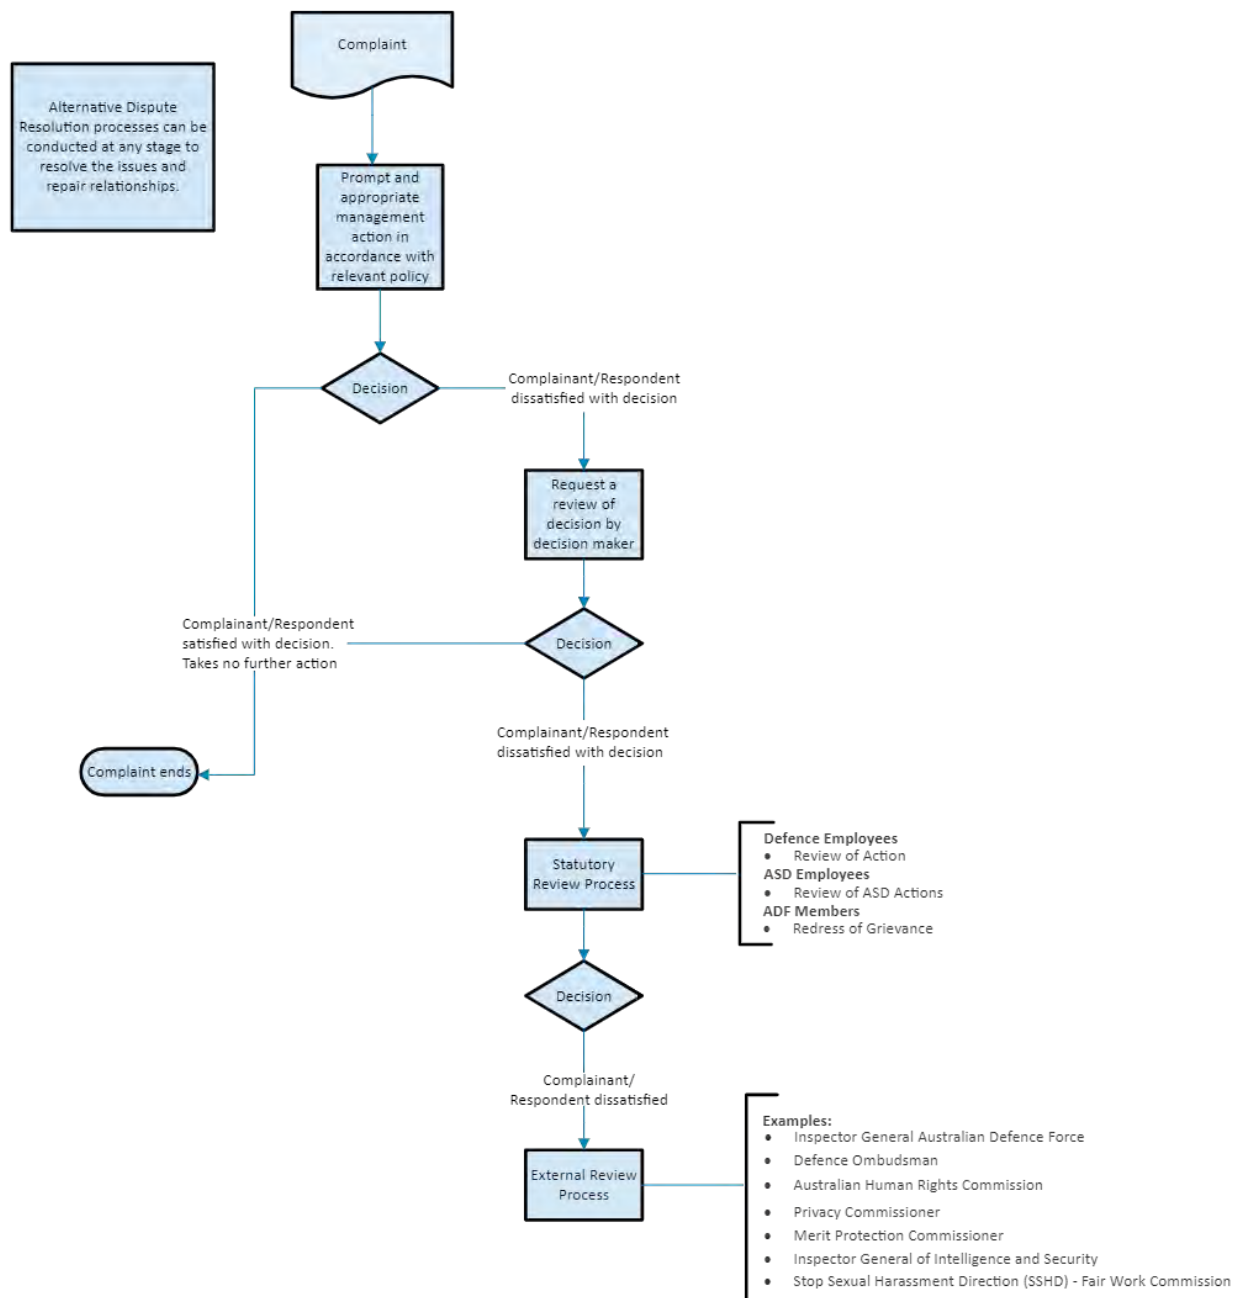 Complaint
Alternative Dispute
Resolution processes can be
conducted at any stage to
resolve the issues and
repair relationships.
Prompt and
appropriate
management
action in
accordance with
relevant policy
Decision
Complainant/Respondent
dissatisfied with decision
Request a
review of
decision by
decision maker
Complainant/Respondent
satisfied with decision.
Takes no further action
Decision
Complainant/Respondent
dissatisfied with decision
Complaint ends
Statutory
Review Process
Defence Employees
• Review of Action
ASD Employees
• Review of ASD Actions
ADF Members
• Redress of Grievance
Decision
Complainant/
Respondent dissatisfied
External Review
Process
Examples:
• Inspector General Australian Defence Force
• Defence Ombudsman
• Australian Human Rights Commission
• Privacy Commissioner
• Merit Protection Commissioner
• Inspector General of Intelligence and Security
• Stop Sexual Harassment Direction (SSHD) - Fair Work Commission